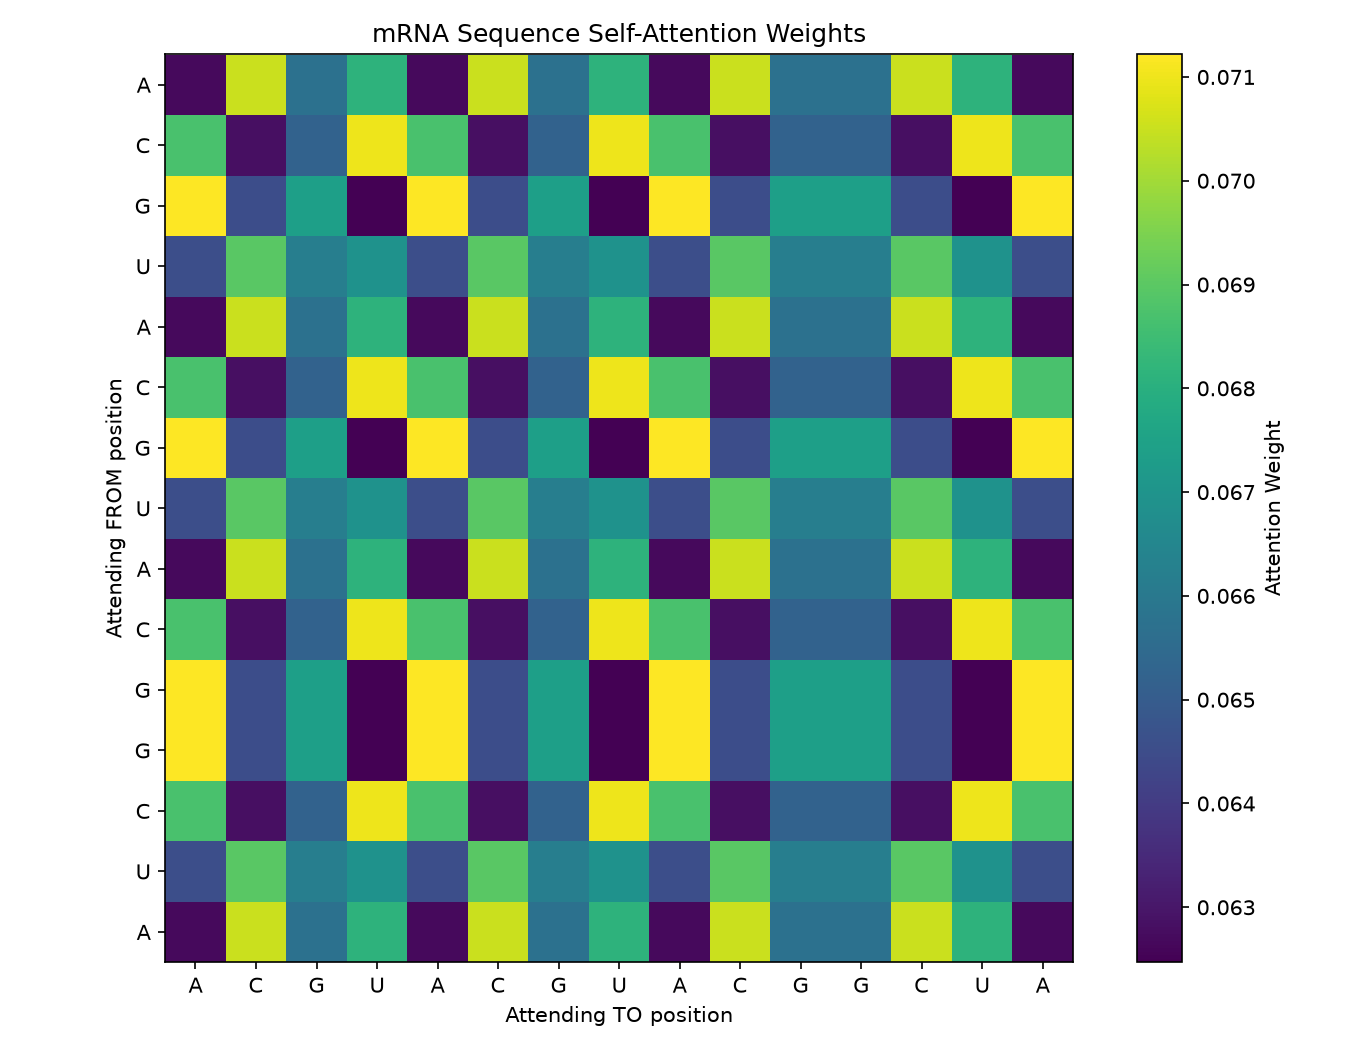 mRNA Sequence Self-Attention Weights
A
C
G
U
A
C
G
U
A
C
G
G
C
U
A
Attending FROM position
A C G U A C G U A C G G C U A
Attending TO position
0.071
0.070
0.069
0.068
0.067
0.066
0.065
0.064
0.063
Attention Weight